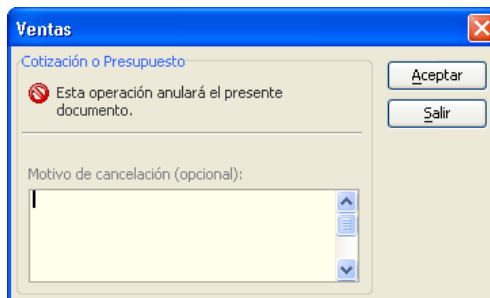 Ventas
Cotización o Presupuesto
Esta operación anulará el presente
documento.
Aceptar
Salir
Motivo de cancelación (opcional):